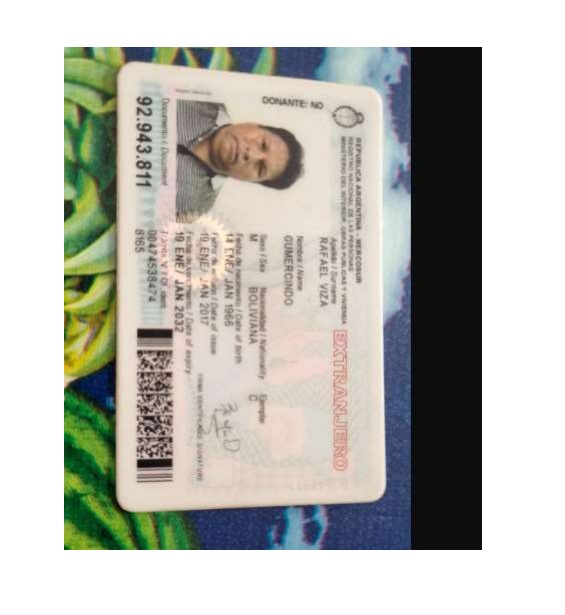 REPUBLICA ARGENTINA - MERCOSUR
REGISTRO NACIONAL DE LAS PERSONAS
MINISTERIO DEL INTERIOR, OBRAS PUBLICAS Y VIVIENDA
EXTRANJERO
Apellido / Surname
RAFAEL VIZA
Nombre / Name
GUMERCINDO
Sexo / Sex Nacionalidad / Nationality Ejemplar
M BOLIVIANA C
Fecha de nacimiento / Date of birth
14 ENE/ JAN 1966
Fecha de emisión / Date of issue
19 ENE/ JAN 2017
FIRMA IDENTIFICADO / SIGNATURE
Fecha de vencimiento / Date of expiry
19 ENE/ JAN 2032
Documento / Document
92.943.811
Trámite Nº / Of. ident.
00474538474
8165
DONANTE: NO